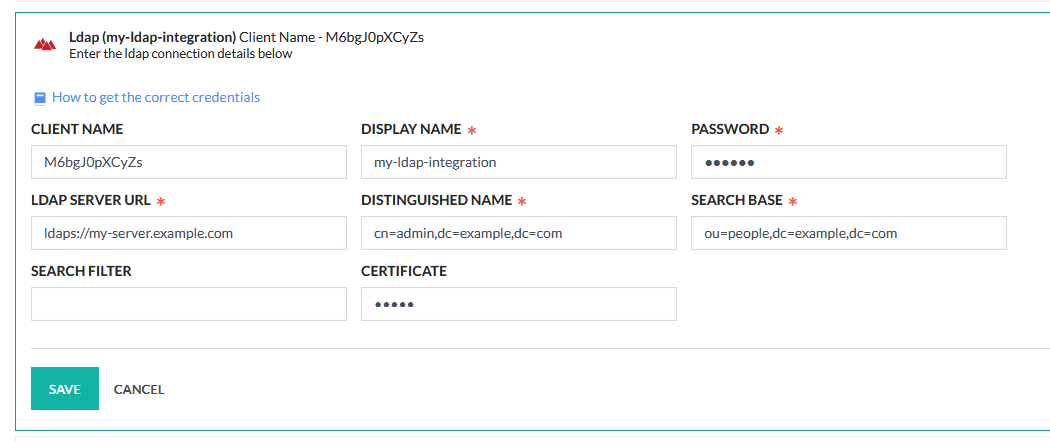 Ldap (my-ldap-integration) Client Name - M6bgJ0pXCyZs
Enter the ldap connection details below
How to get the correct credentials
CLIENT NAME
DISPLAY NAME *
PASSWORD *
M6bgJ0pXCyZs
my-ldap-integration
••••••
LDAP SERVER URL *
DISTINGUISHED NAME *
SEARCH BASE *
ldaps://my-server.example.com
cn=admin,dc=example,dc=com
ou=people,dc=example,dc=com
SEARCH FILTER
CERTIFICATE
•••••
SAVE
CANCEL